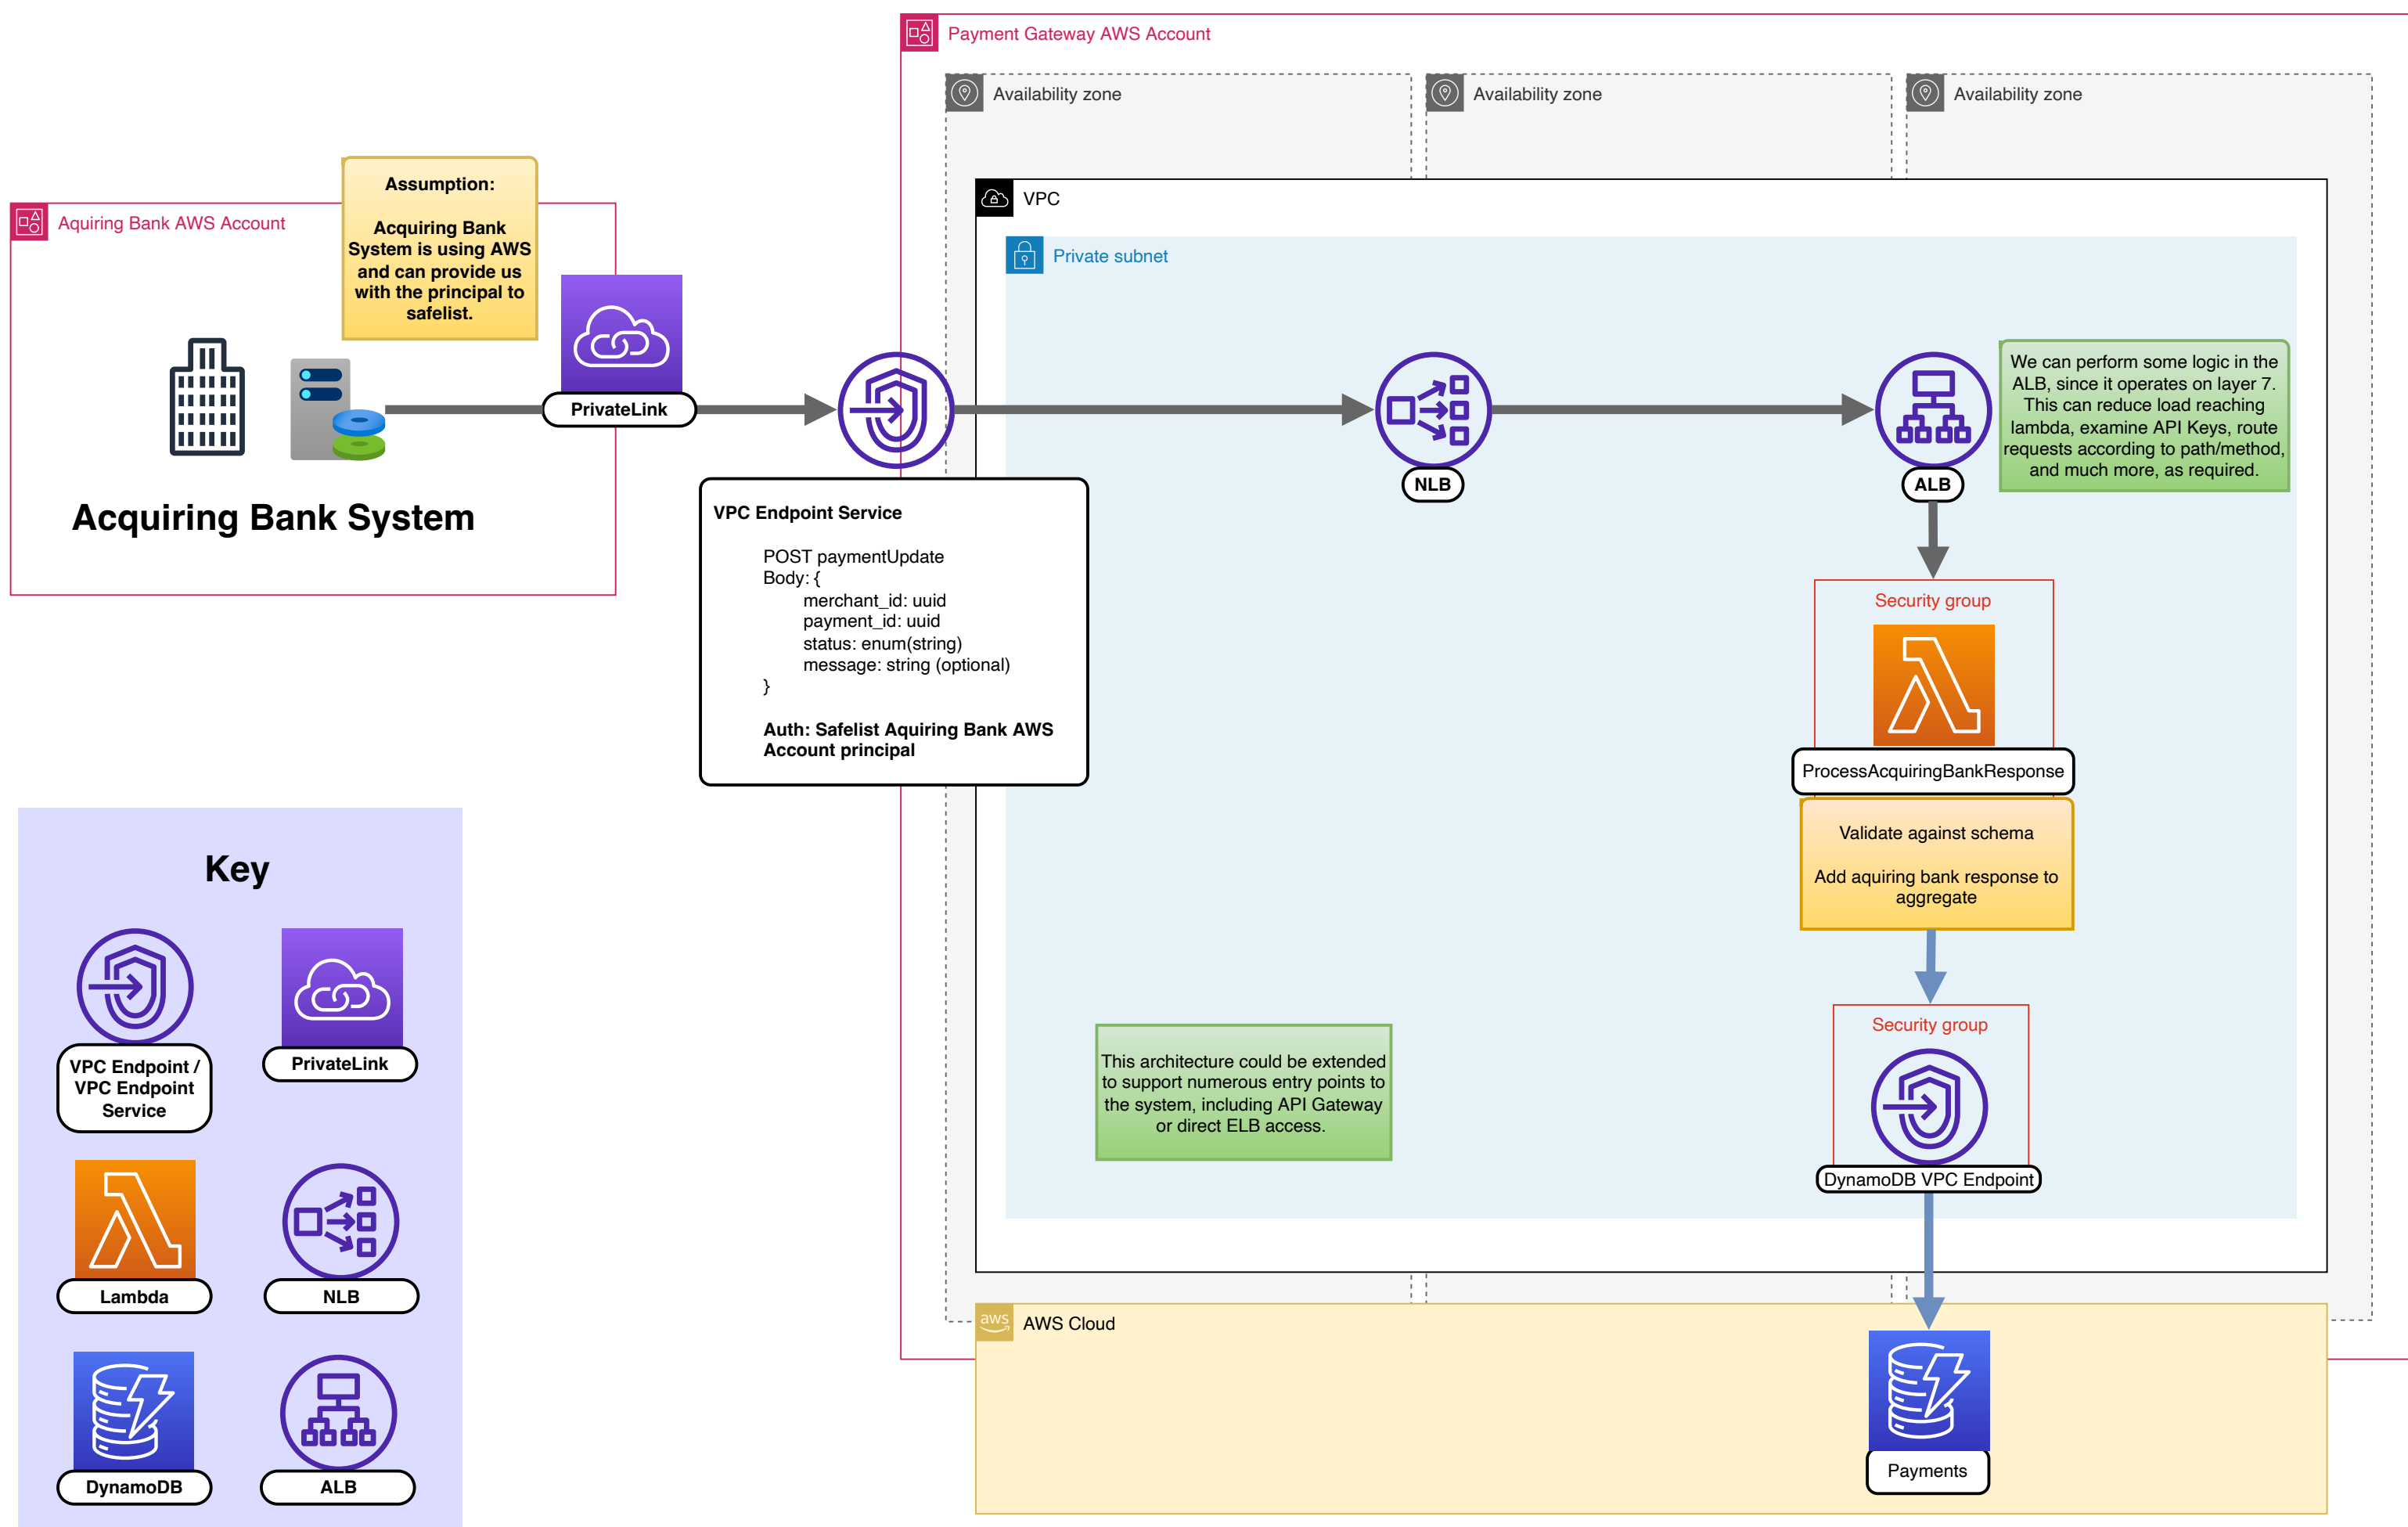 Payment Gateway AWS Account
Availability zone
Availability zone
Availability zone
Assumption:
Acquiring Bank
System is using AWS
and can provide us
with the principal to
safelist.
Aquiring Bank AWS Account
VPC
Private subnet
PrivateLink
Acquiring Bank System
NLB
ALB
We can perform some logic in the
ALB, since it operates on layer 7.
This can reduce load reaching
lambda, examine API Keys, route
requests according to path/method,
and much more, as required.
VPC Endpoint Service
POST paymentUpdate
Body: {
merchant_id: uuid
payment_id: uuid
status: enum(string)
message: string (optional)
}
Auth: Safelist Aquiring Bank AWS
Account principal
Security group
ProcessAcquiringBankResponse
Validate against schema
Add aquiring bank response to
aggregate
Security group
DynamoDB VPC Endpoint
This architecture could be extended
to support numerous entry points to
the system, including API Gateway
or direct ELB access.
aws
AWS Cloud
Payments
Key
VPC Endpoint /
VPC Endpoint
Service
PrivateLink
Lambda
NLB
DynamoDB
ALB